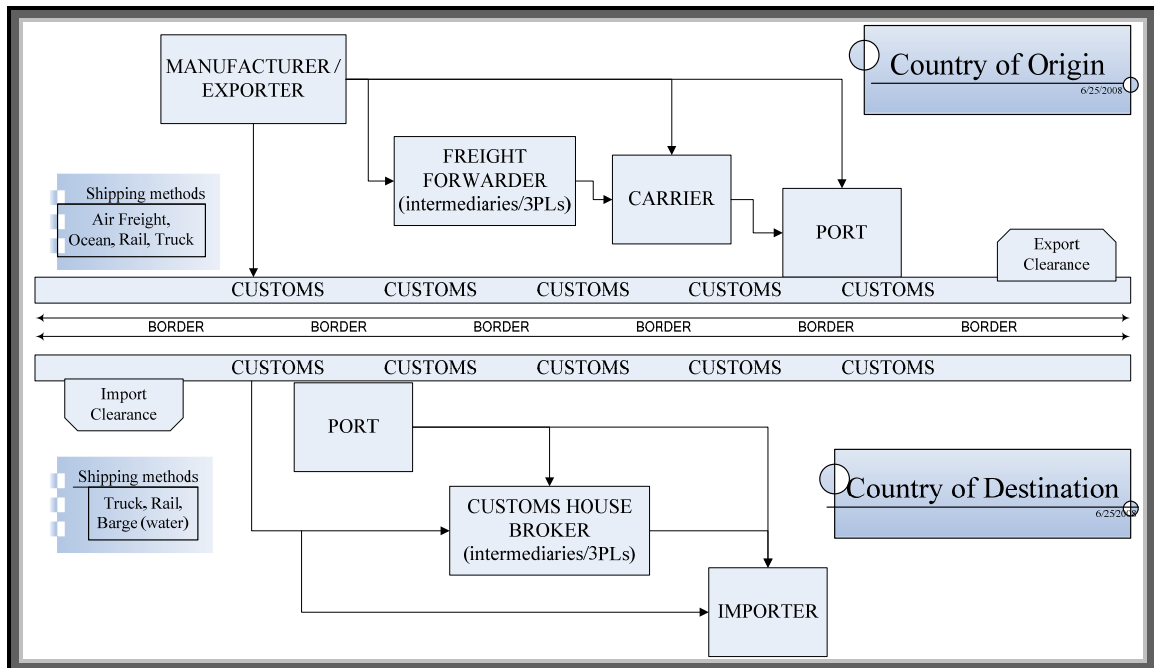 MANUFACTURER /
EXPORTER
Country of Origin
6/25/2008
FREIGHT
FORWARDER
(intermediaries/3PLs)
CARRIER
PORT
Shipping methods
Air Freight,
Ocean, Rail, Truck
Export
Clearance
CUSTOMS CUSTOMS CUSTOMS CUSTOMS CUSTOMS
BORDER BORDER BORDER BORDER BORDER BORDER
CUSTOMS CUSTOMS CUSTOMS CUSTOMS CUSTOMS
Import
Clearance
PORT
Shipping methods
Truck, Rail,
Barge (water)
Country of Destination
6/25/2008
CUSTOMS HOUSE
BROKER
(intermediaries/3PLs)
IMPORTER